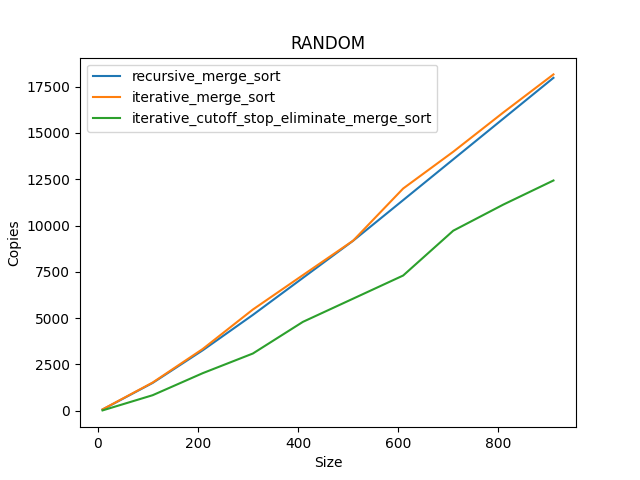 RANDOM
recursive_merge_sort
iterative_merge_sort
iterative_cutoff_stop_eliminate_merge_sort
17500
15000
12500
10000
7500
5000
2500
0
Copies
0 200 400 600 800
Size